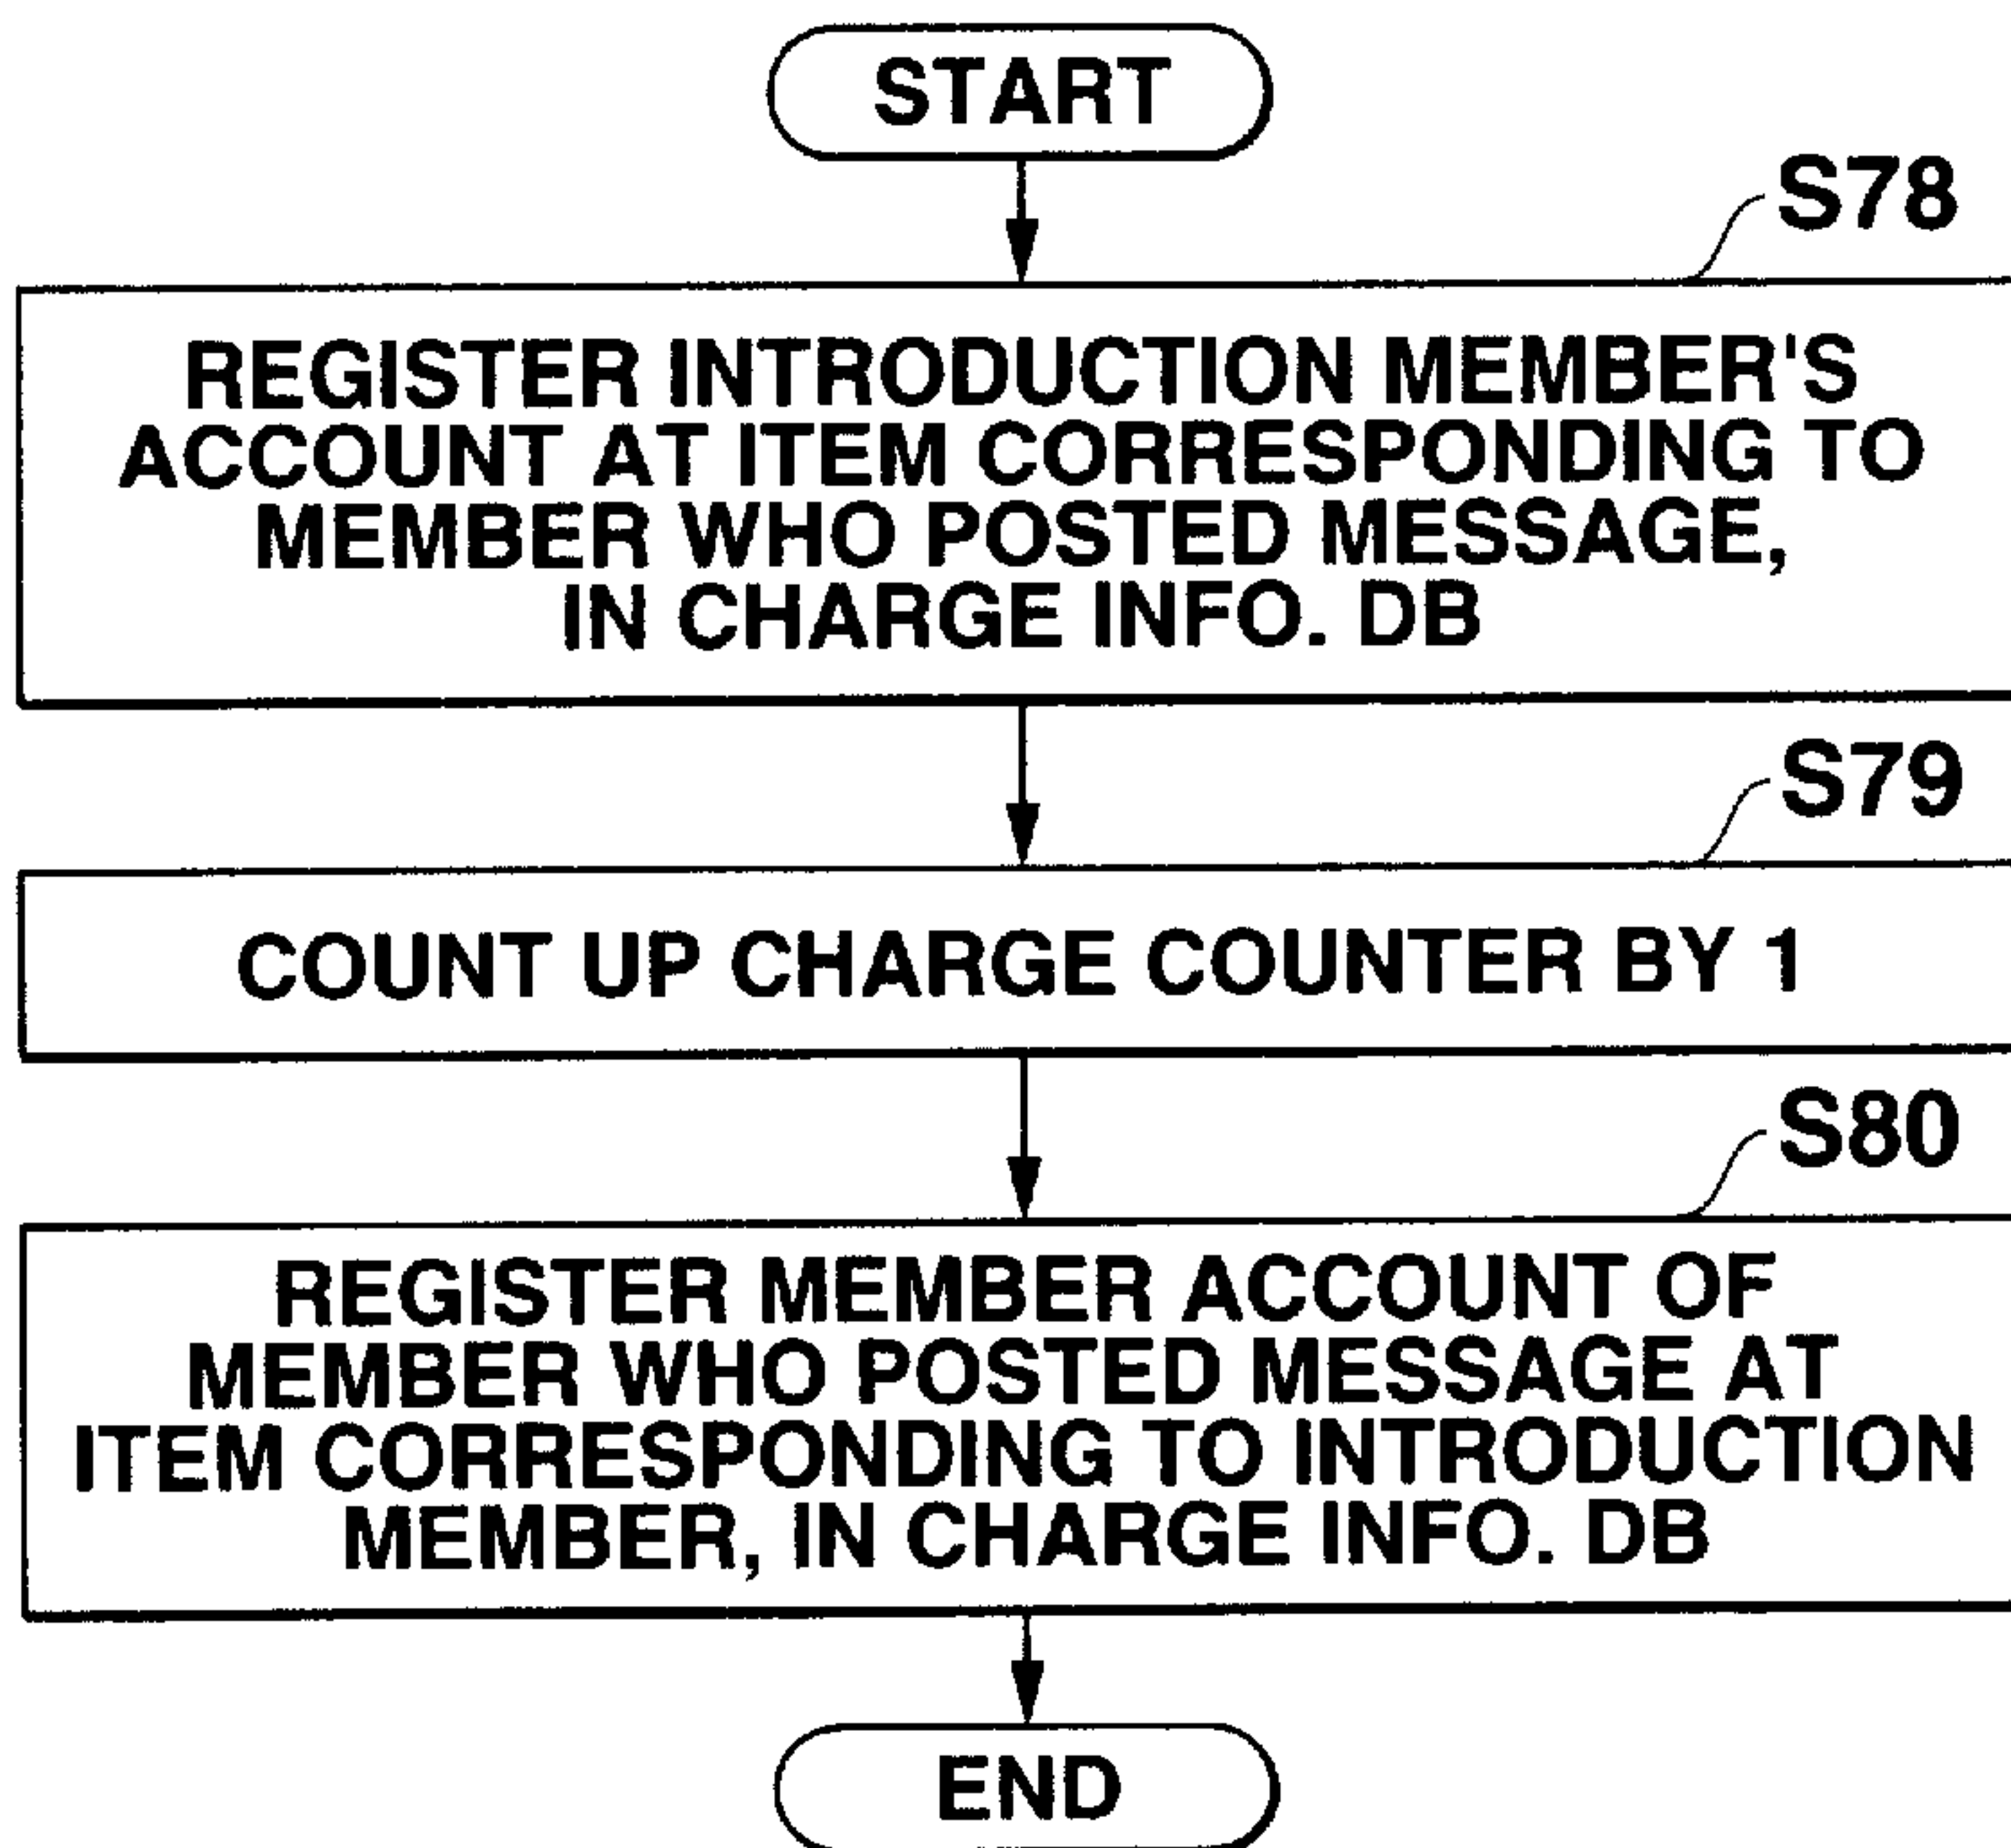 START
S78
REGISTER INTRODUCTION MEMBER'S
ACCOUNT AT ITEM CORRESPONDING TO
MEMBER WHO POSTED MESSAGE,
IN CHARGE INFO. DB
S79
COUNT UP CHARGE COUNTER BY 1
S80
REGISTER MEMBER ACCOUNT OF
MEMBER WHO POSTED MESSAGE AT
ITEM CORRESPONDING TO INTRODUCTION
MEMBER, IN CHARGE INFO. DB
END